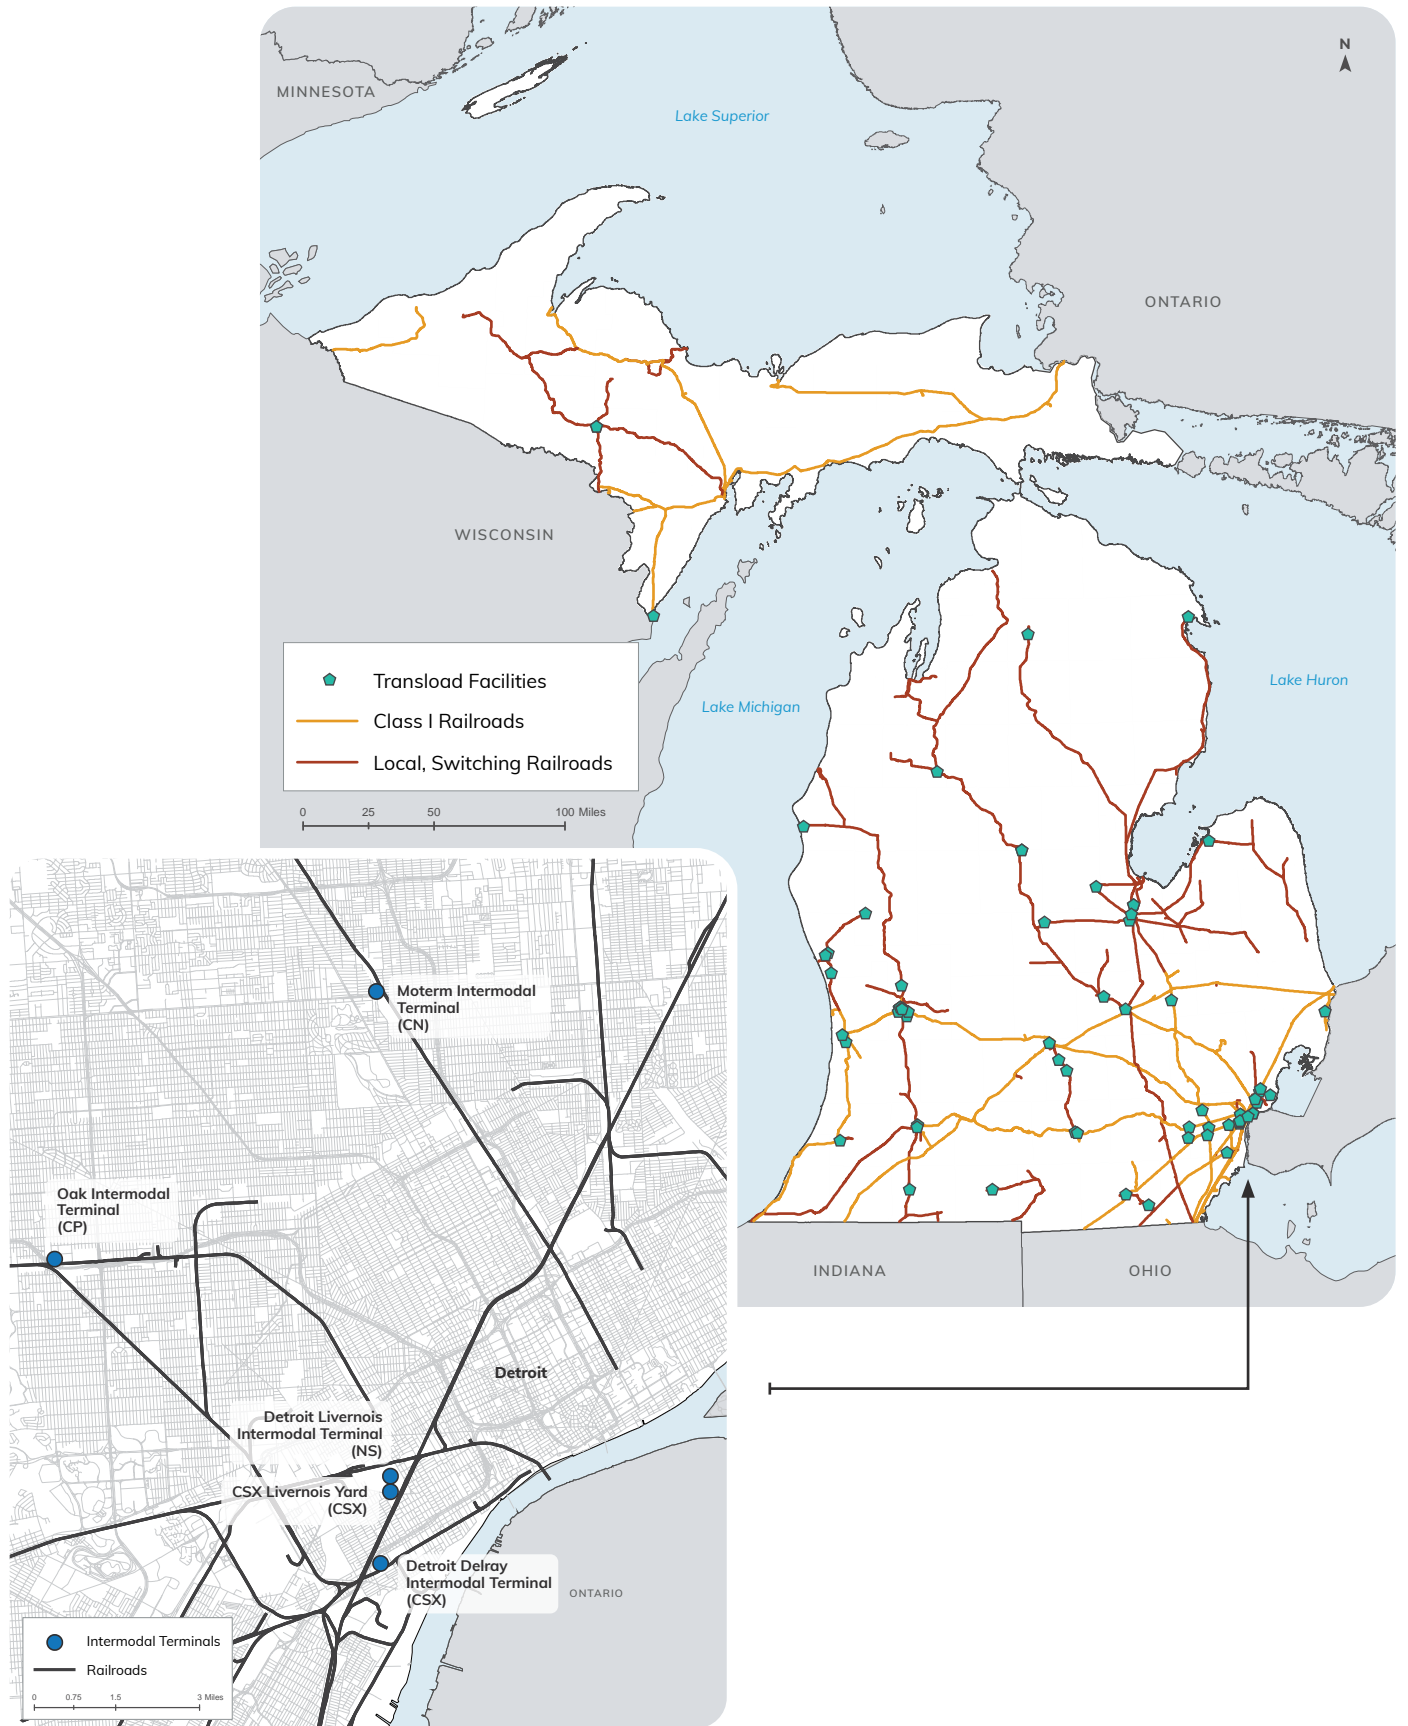 N
MINNESOTA
Lake Superior
ONTARIO
WISCONSIN
Lake Huron
Lake Michigan
Transload Facilities
Class I Railroads
Local, Switching Railroads
0 25 50 100 Miles
INDIANA
OHIO
Moterm Intermodal
Terminal
(CN)
Oak Intermodal
Terminal
(CP)
Detroit
Detroit Livernois
Intermodal Terminal
(NS)
CSX Livernois Yard
(CSX)
Detroit Delray
Intermodal Terminal
(CSX)
ONTARIO
Intermodal Terminals
Railroads
0 0.75 1.5 3 Miles